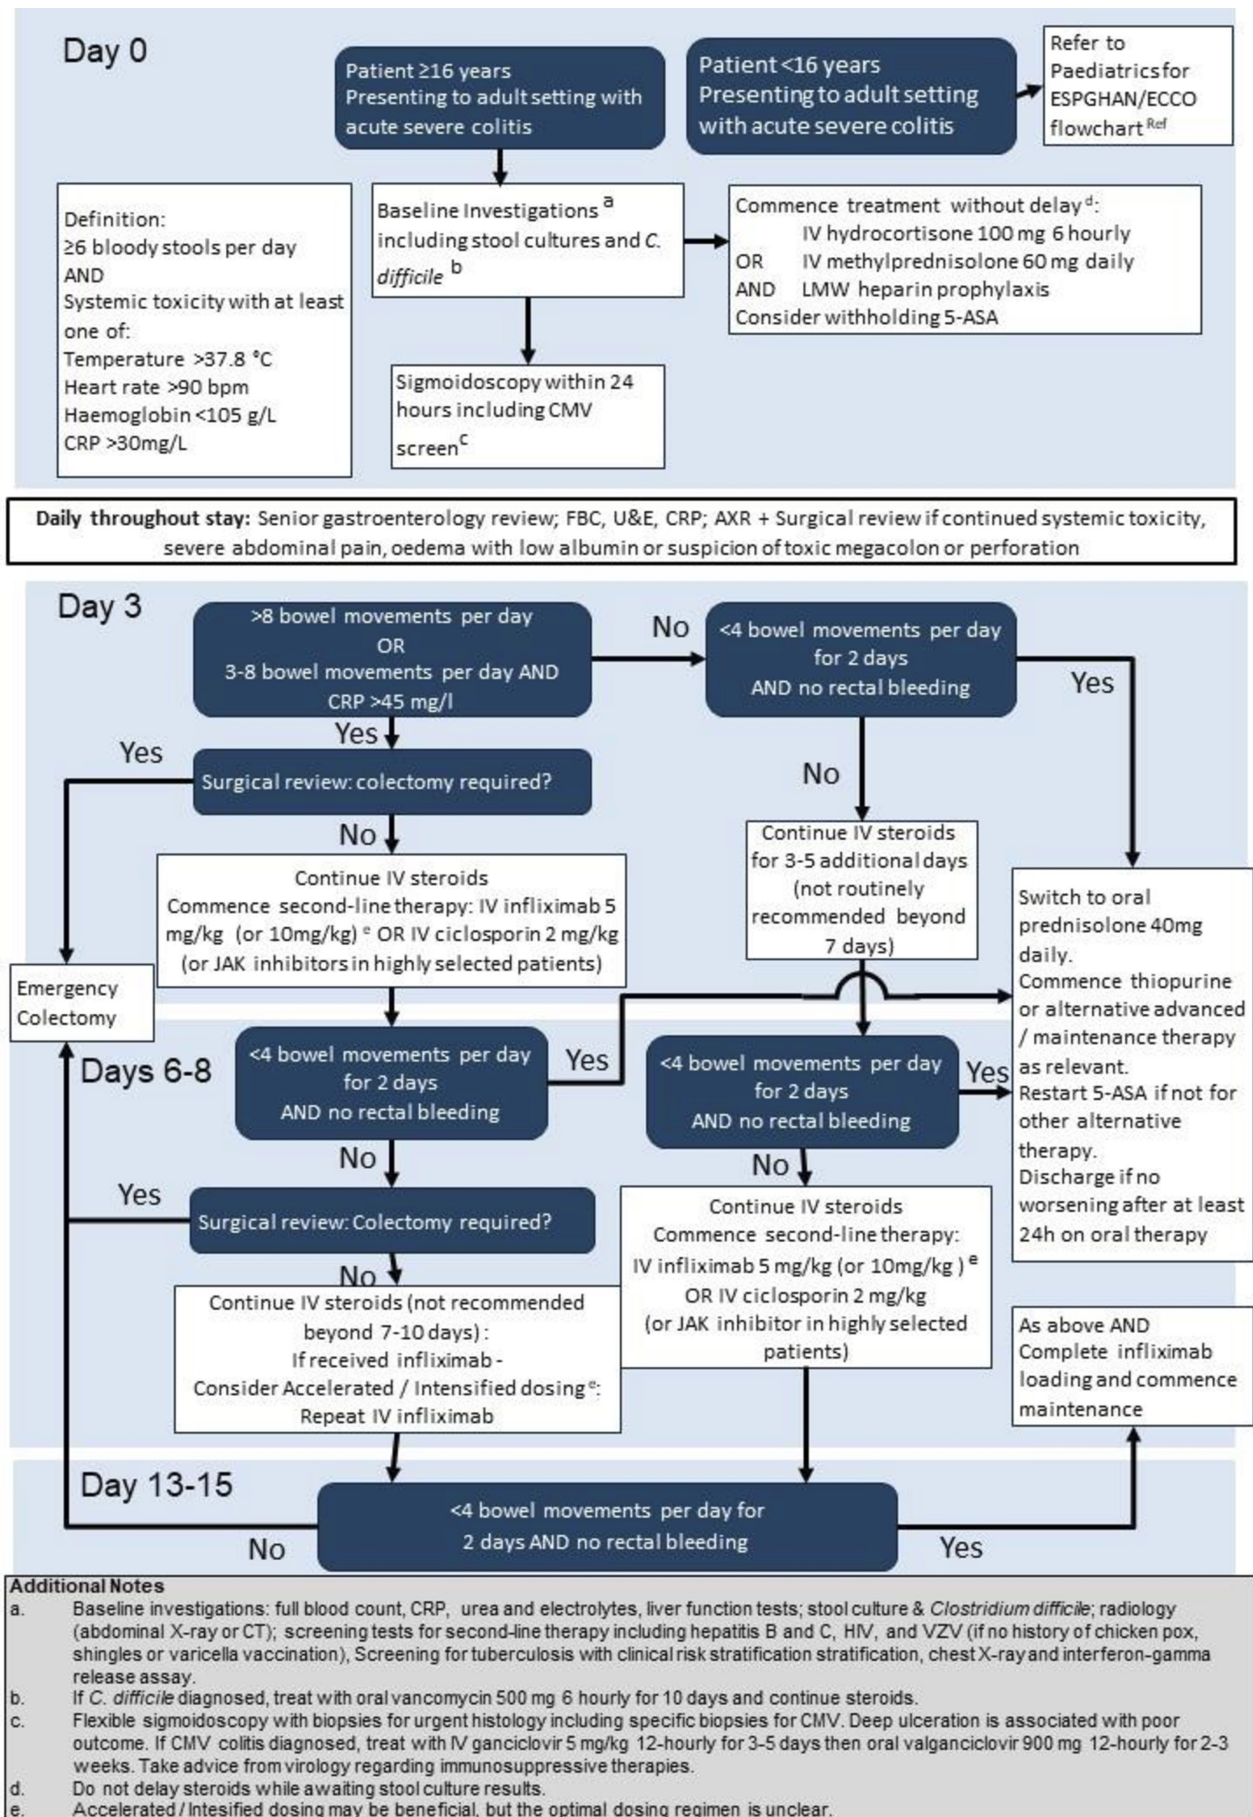 Day 0
Patient ≥16 years
Presenting to adult setting with
acute severe colitis
Patient <16 years
Presenting to adult setting
with acute severe colitis
Refer to
Paediatrics for
ESPGHAN/ECCO
flowchart Ref
Definition:
≥6 bloody stools per day
AND
Systemic toxicity with at least
one of:
Temperature >37.8 °C
Heart rate >90 bpm
Haemoglobin <105 g/L
CRP >30mg/L
Baseline Investigations a
including stool cultures and C.
difficile b
Commence treatment without delay d:
IV hydrocortisone 100 mg 6 hourly
OR IV methylprednisolone 60 mg daily
AND LMW heparin prophylaxis
Consider withholding 5-ASA
Sigmoidoscopy within 24
hours including CMV
screen c
Daily throughout stay: Senior gastroenterology review; FBC, U&E, CRP; AXR + Surgical review if continued systemic toxicity,
severe abdominal pain, oedema with low albumin or suspicion of toxic megacolon or perforation
Day 3
>8 bowel movements per day
OR
3-8 bowel movements per day AND
CRP >45 mg/l
No
<4 bowel movements per day
for 2 days
AND no rectal bleeding
Yes
Yes
Yes
Surgical review: colectomy required?
No
No
Continue IV steroids
Commence second-line therapy: IV infliximab 5
mg/kg (or 10mg/kg) e OR IV ciclosporin 2 mg/kg
(or JAK inhibitors in highly selected patients)
Continue IV steroids
for 3-5 additional days
(not routinely
recommended beyond
7 days)
Switch to oral
prednisolone 40mg
daily.
Commence thiopurine
or alternative advanced
/ maintenance therapy
as relevant.
Restart 5-ASA if not for
other alternative
therapy.
Discharge if no
worsening after at least
24h on oral therapy
Emergency
Colectomy
Days 6-8
<4 bowel movements per day
for 2 days
AND no rectal bleeding
Yes
<4 bowel movements per day
for 2 days
AND no rectal bleeding
Yes
No
No
Yes
Surgical review: Colectomy required?
No
Continue IV steroids (not recommended
beyond 7-10 days) :
If received infliximab -
Consider Accelerated / Intensified dosing e:
Repeat IV infliximab
Continue IV steroids
Commence second-line therapy:
IV infliximab 5 mg/kg (or 10mg/kg ) e
OR IV ciclosporin 2 mg/kg
(or JAK inhibitor in highly selected
patients)
As above AND
Complete infliximab
loading and commence
maintenance
Day 13-15
<4 bowel movements per day for
2 days AND no rectal bleeding
No
Yes
Additional Notes
a. Baseline investigations: full blood count, CRP, urea and electrolytes, liver function tests; stool culture & Clostridium difficile; radiology
(abdominal X-ray or CT); screening tests for second-line therapy including hepatitis B and C, HIV, and VZV (if no history of chicken pox,
shingles or varicella vaccination), Screening for tuberculosis with clinical risk stratification stratification, chest X-ray and interferon-gamma
release assay.
b. If C. difficile diagnosed, treat with oral vancomycin 500 mg 6 hourly for 10 days and continue steroids.
c. Flexible sigmoidoscopy with biopsies for urgent histology including specific biopsies for CMV. Deep ulceration is associated with poor
outcome. If CMV colitis diagnosed, treat with IV ganciclovir 5 mg/kg 12-hourly for 3-5 days then oral valganciclovir 900 mg 12-hourly for 2-3
weeks. Take advice from virology regarding immunosuppressive therapies.
d. Do not delay steroids while awaiting stool culture results.
e. Accelerated / Intesified dosing may be beneficial, but the optimal dosing regimen is unclear.